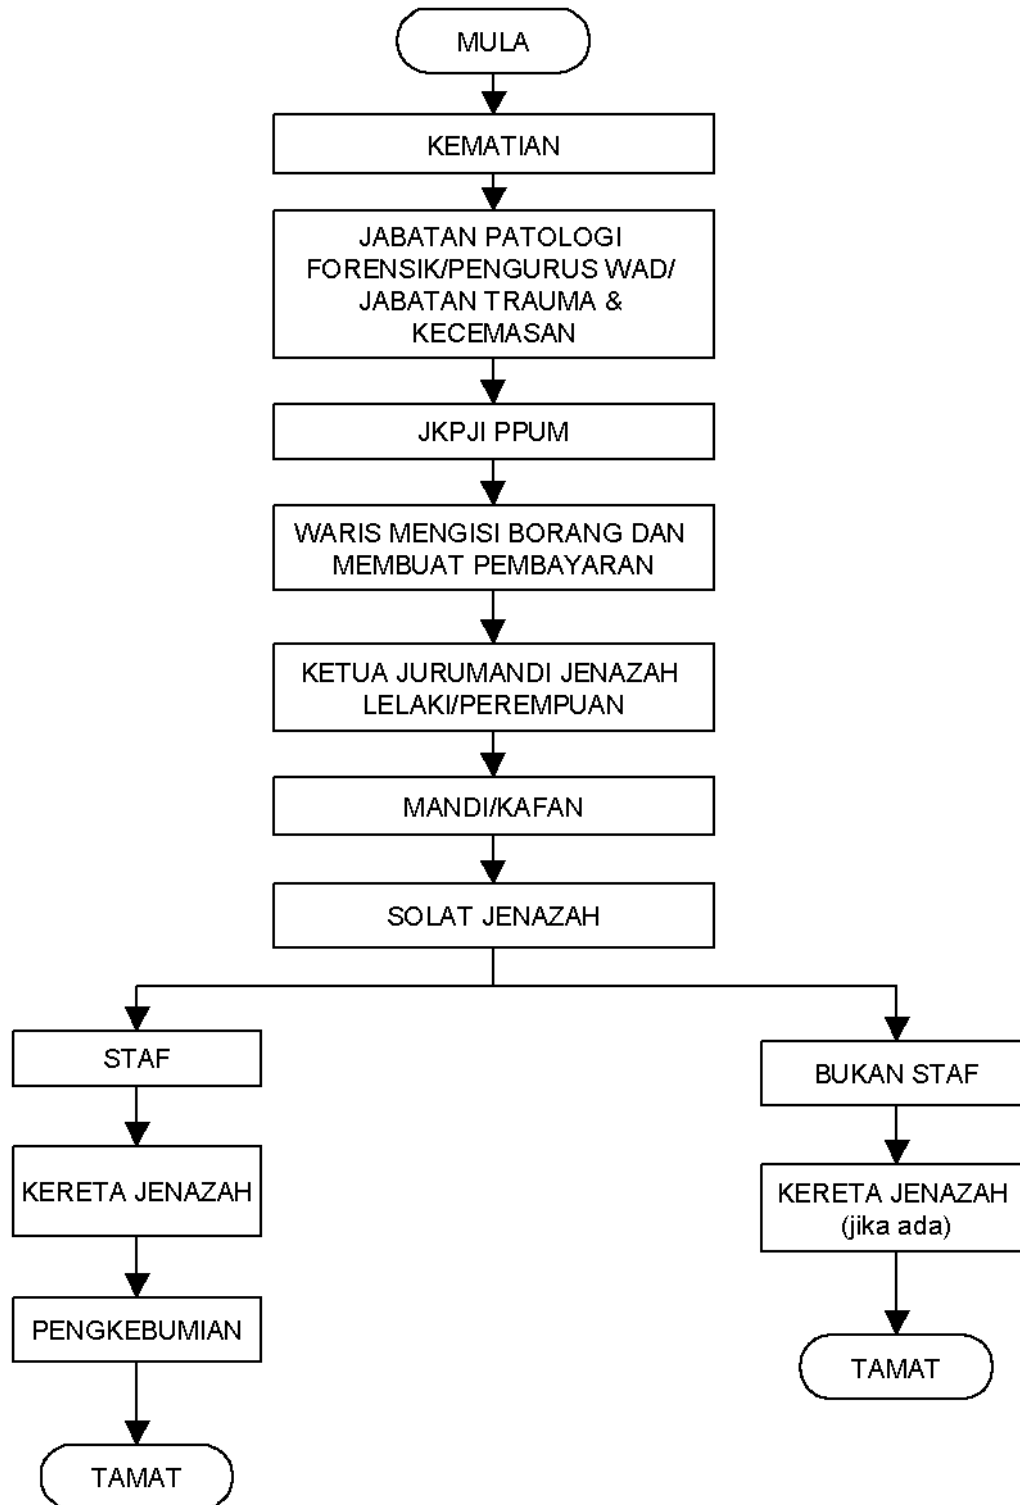 MULA
KEMATIAN
JABATAN PATOLOGI
FORENSIK/PENGURUS WAD/
JABATAN TRAUMA &
KECEMASAN
JKPJI PPUM
WARIS MENGISI BORANG DAN
MEMBUAT PEMBAYARAN
KETUA JURUMANDI JENAZAH
LELAKI/PEREMPUAN
MANDI/KAFAN
SOLAT JENAZAH
STAF
KERETA JENAZAH
PENGKEBUMIAN
TAMAT
BUKAN STAF
KERETA JENAZAH
(jika ada)
TAMAT